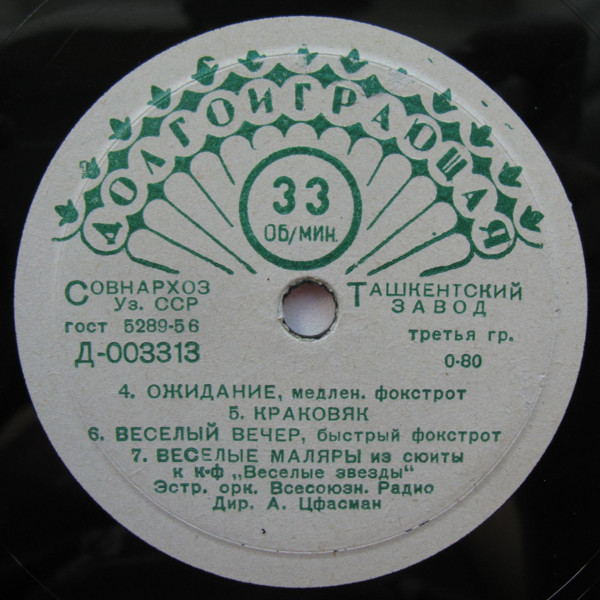 ДОЛГОИГРАЮЩАЯ
33
ОБ/МИН.
СОВНАРХОЗ
Уз. ССР
ГОСТ 5289-56
Д-003313
ТАШКЕНТСКИЙ
ЗАВОД
третья гр.
0-80
4. ОЖИДАНИЕ, медлен. фокстрот
5. КРАКОВЯК
6. ВЕСЕЛЫЙ ВЕЧЕР, быстрый фокстрот
7. ВЕСЕЛЫЕ МАЛЯРЫ из сюиты
к к-ф „Веселые звезды"
Эстр. орк. Всесоюзн. Радио
Дир. А. Цфасман